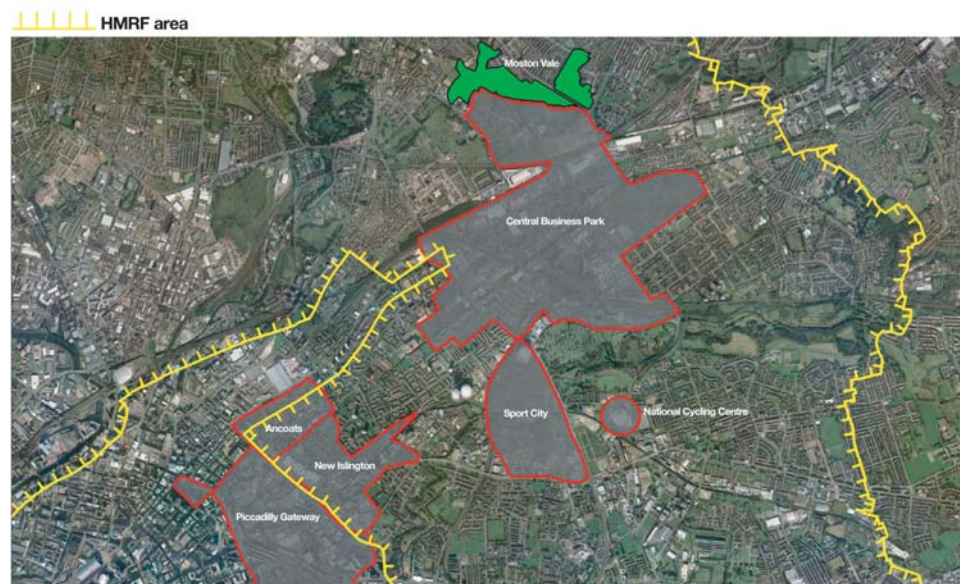 HMRF area
Moston Vale
Central Business Park
Sport City
National Cycling Centre
Ancoats
New Islington
Piccadilly Gateway